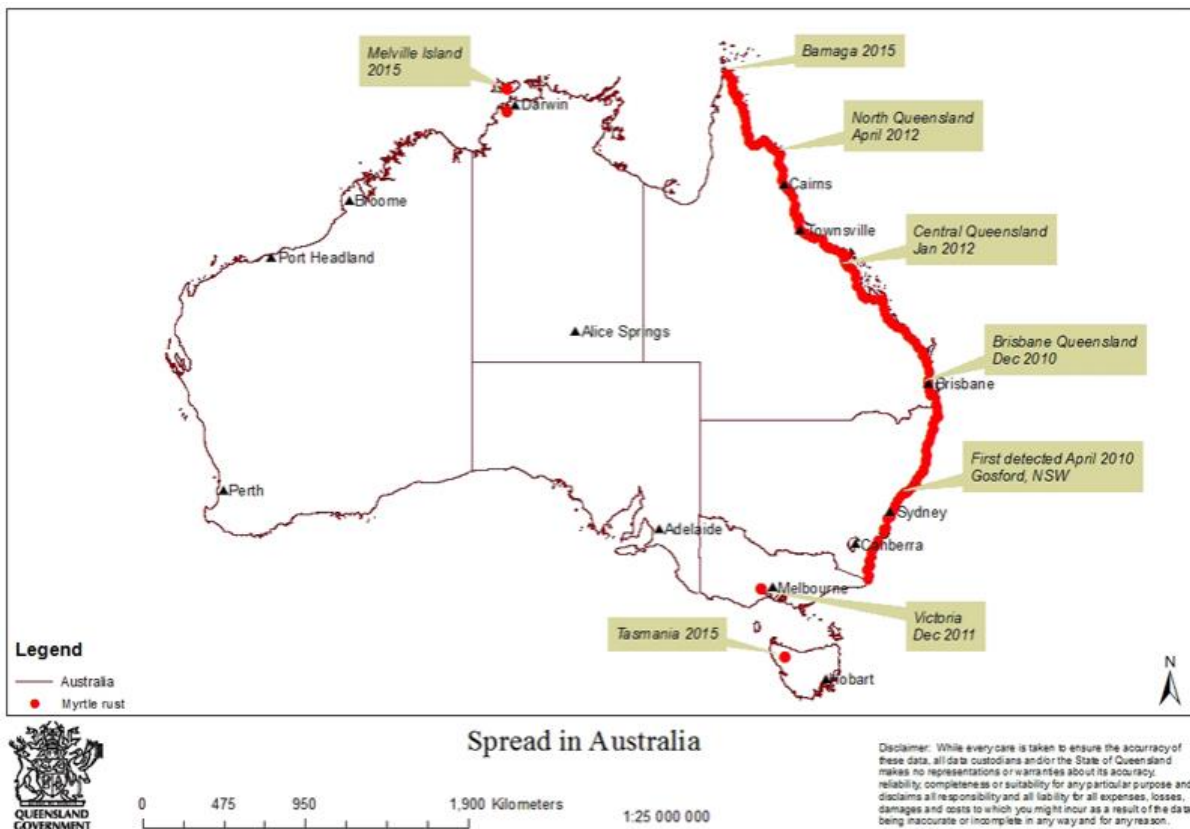 Melville Island
2015
Barnaga 2015
Darwin
North Queensland
April 2012
Cairns
Broome
Townsville
Central Queensland
Jan 2012
Port Headland
Alice Springs
Brisbane Queensland
Dec 2010
Brisbane
First detected April 2010
Gosford, NSW
Perth
Sydney
Adelaide
Canberra
Melbourne
Victoria
Dec 2011
Tasmania 2015
Hobart
Legend
Australia
Myrtle rust
N
Spread in Australia
QUEENSLAND
GOVERNMENT
0 475 950 1,900 Kilometers
1:25 000 000
Disclaimer: While every care is taken to ensure the accurracy of
these data, all data custodians and/or the State of Queensland
makes no representations or warranties about its accuracy,
reliability, completeness or suitability for any particular purpose and
disclaims all responsibility and all liability for all expenses, losses,
damages and costs to which you might incur as a result of the data
being inaccurate or incomplete in any way and for any reason.